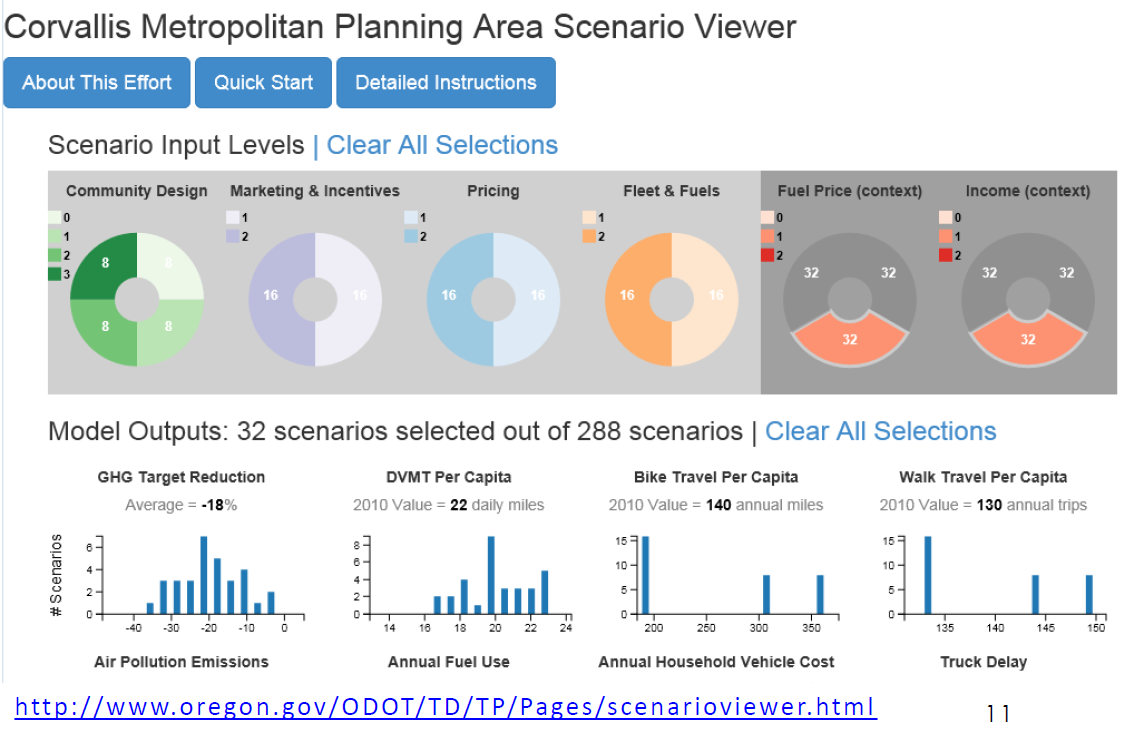 Corvallis Metropolitan Planning Area Scenario Viewer
About This Effort Quick Start Detailed Instructions
Scenario Input Levels | Clear All Selections
Community Design Marketing & Incentives Pricing Fleet & Fuels Fuel Price (context) Income (context)
0 1 1 1 0 0
1 2 2 2 1 1
2 2 2
3
8 8 8 8
16 16
16 16
16 16
32 32 32
32 32 32
Model Outputs: 32 scenarios selected out of 288 scenarios | Clear All Selections
GHG Target Reduction DVMT Per Capita Bike Travel Per Capita Walk Travel Per Capita
Average = -18% 2010 Value = 22 daily miles 2010 Value = 140 annual miles 2010 Value = 130 annual trips
# Scenarios
6 4 2 0
-40 -30 -20 -10 0
8 6 4 2 0
14 16 18 20 22 24
15 10 5 0
200 250 300 350
15 10 5 0
135 140 145 150
Air Pollution Emissions Annual Fuel Use Annual Household Vehicle Cost Truck Delay
http://www.oregon.gov/ODOT/TD/TP/Pages/scenarioviewer.html
11